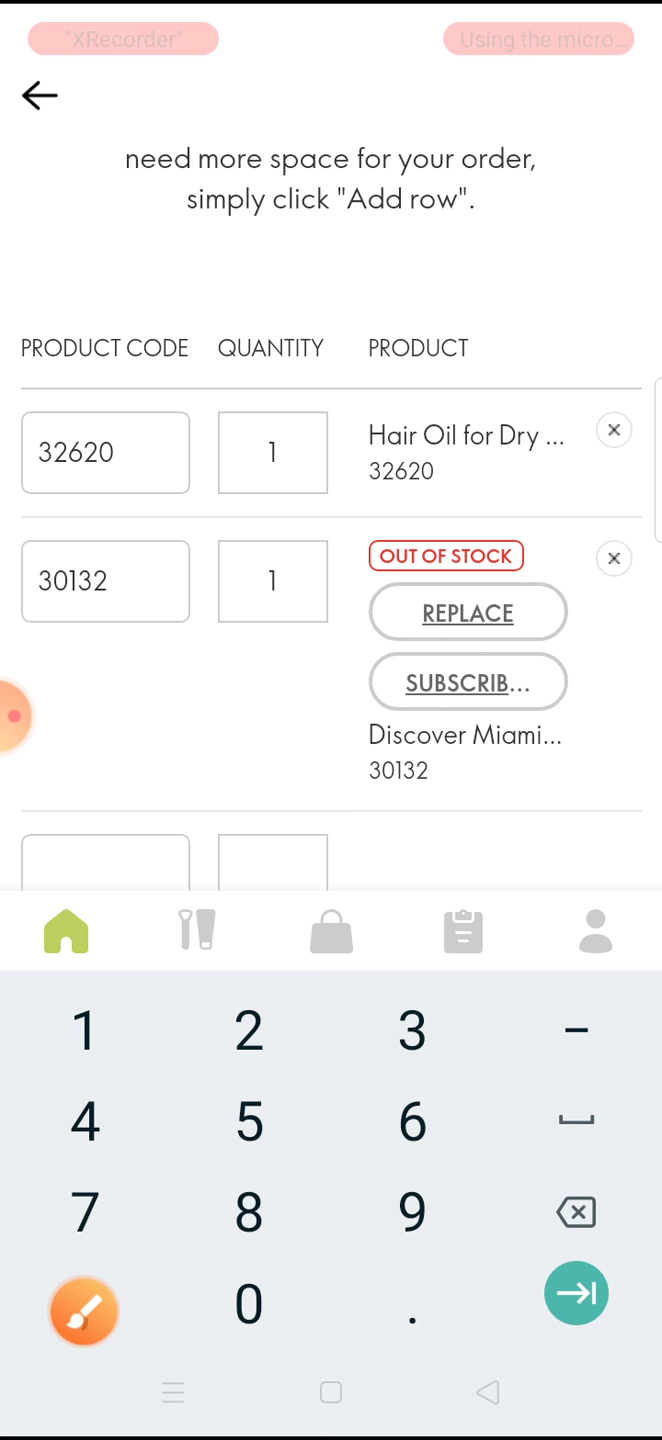 "XRecorder"
Using the micro...
need more space for your order,
simply click "Add row".
PRODUCT CODE QUANTITY PRODUCT
32620 1 Hair Oil for Dry ...
32620
30132 1 OUT OF STOCK
REPLACE
SUBSCRIB...
Discover Miami...
30132
1 2 3 -
4 5 6
7 8 9
0 .